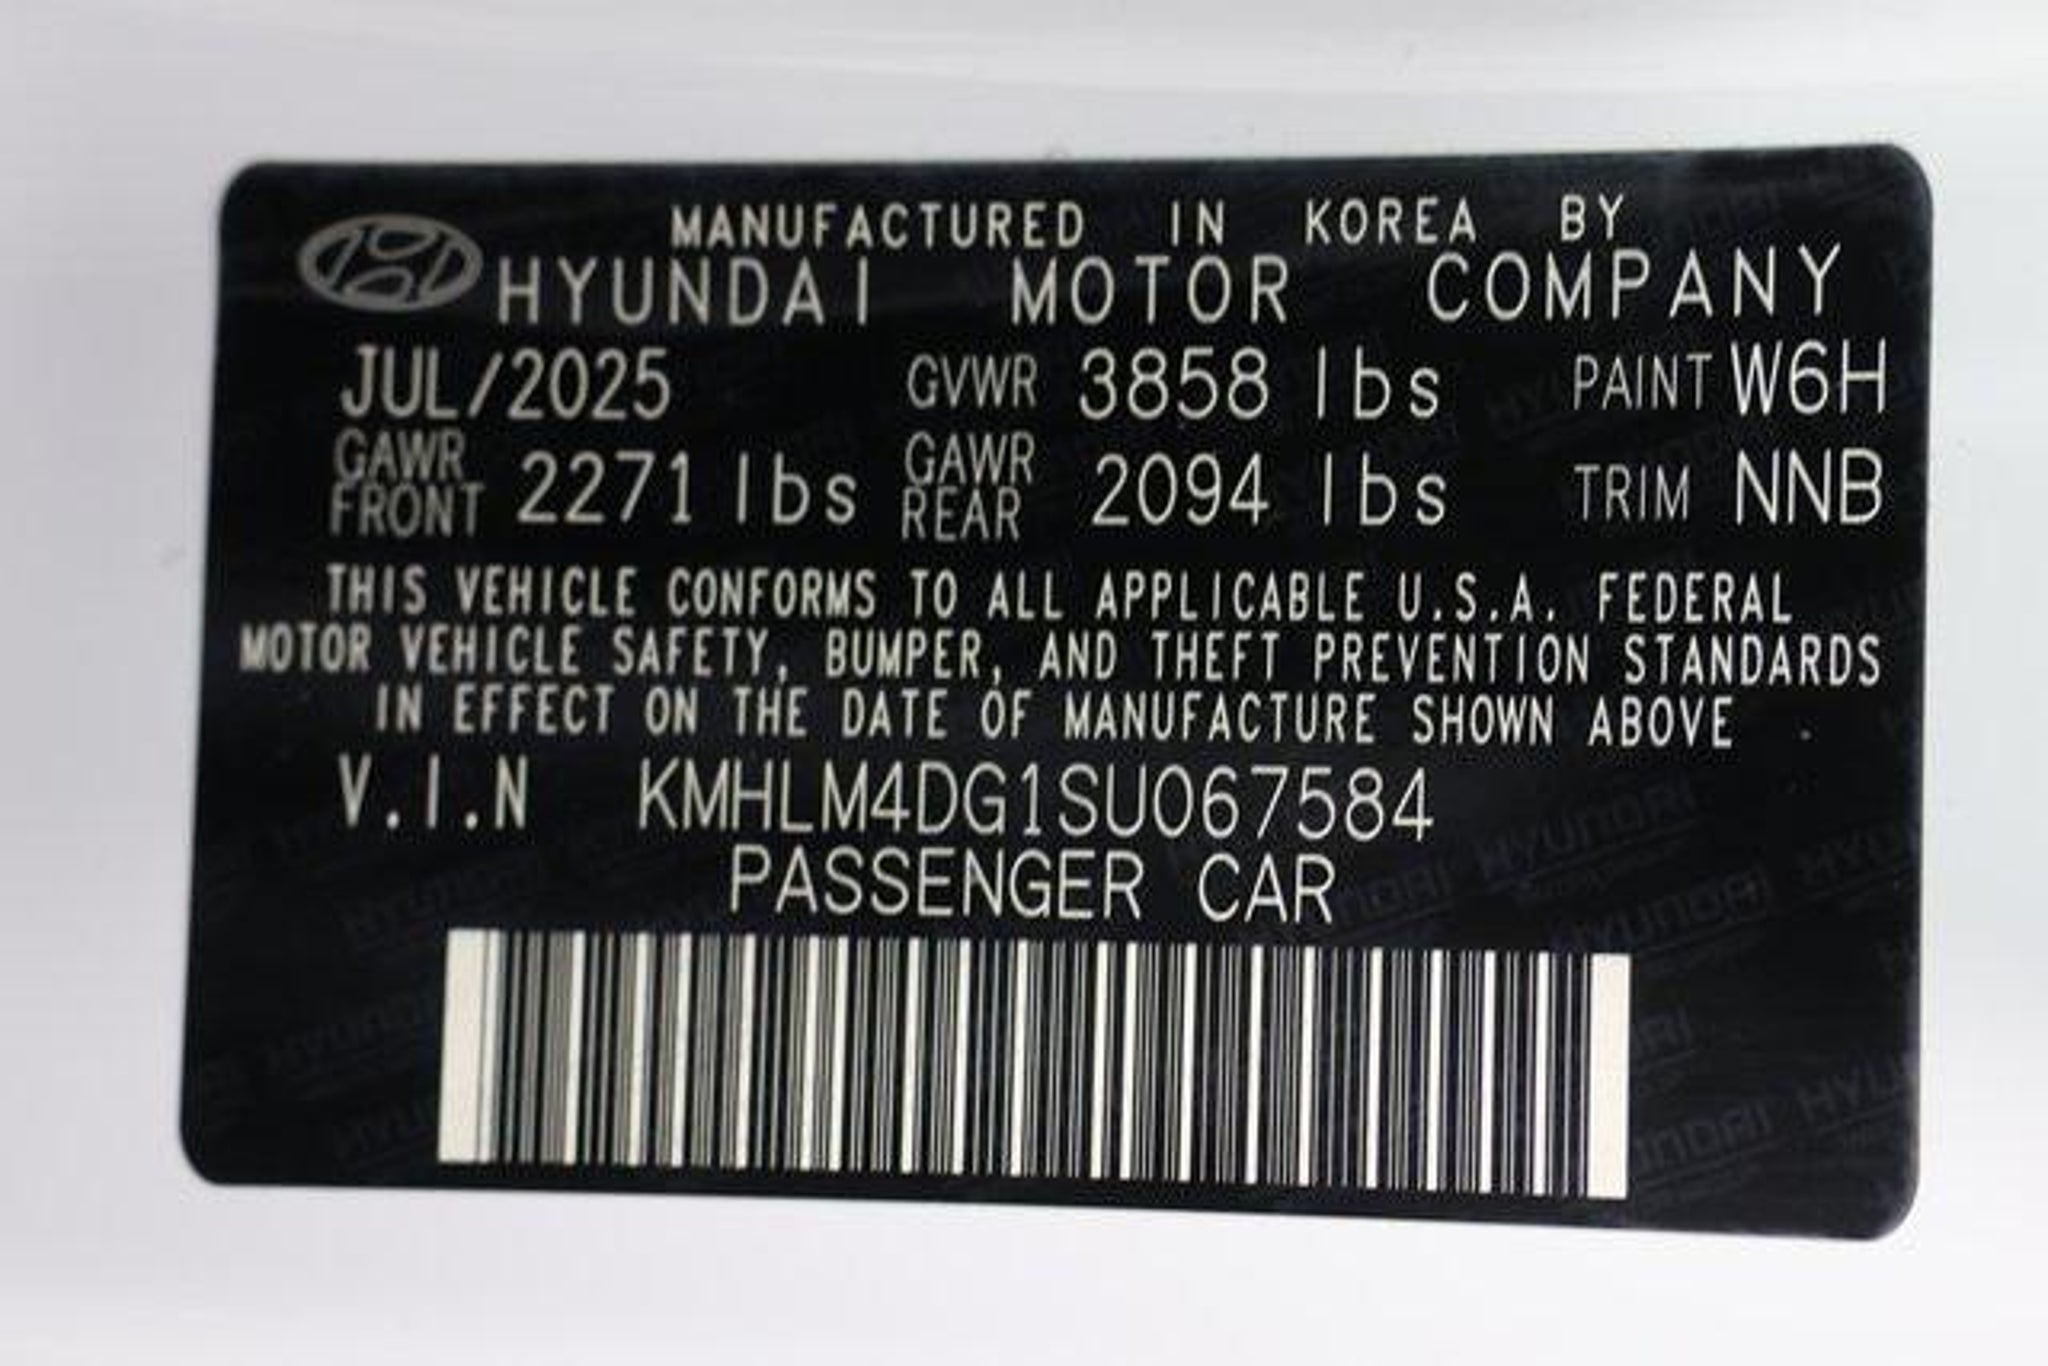 MANUFACTURED IN KOREA BY
HYUNDAI MOTOR COMPANY
JUL/2025 GVWR 3858 lbs PAINT W6H
GAWR FRONT 2271 lbs GAWR REAR 2094 lbs TRIM NNB
THIS VEHICLE CONFORMS TO ALL APPLICABLE U.S.A. FEDERAL
MOTOR VEHICLE SAFETY, BUMPER, AND THEFT PREVENTION STANDARDS
IN EFFECT ON THE DATE OF MANUFACTURE SHOWN ABOVE
V.I.N KMHLM4DG1SU067584
PASSENGER CAR